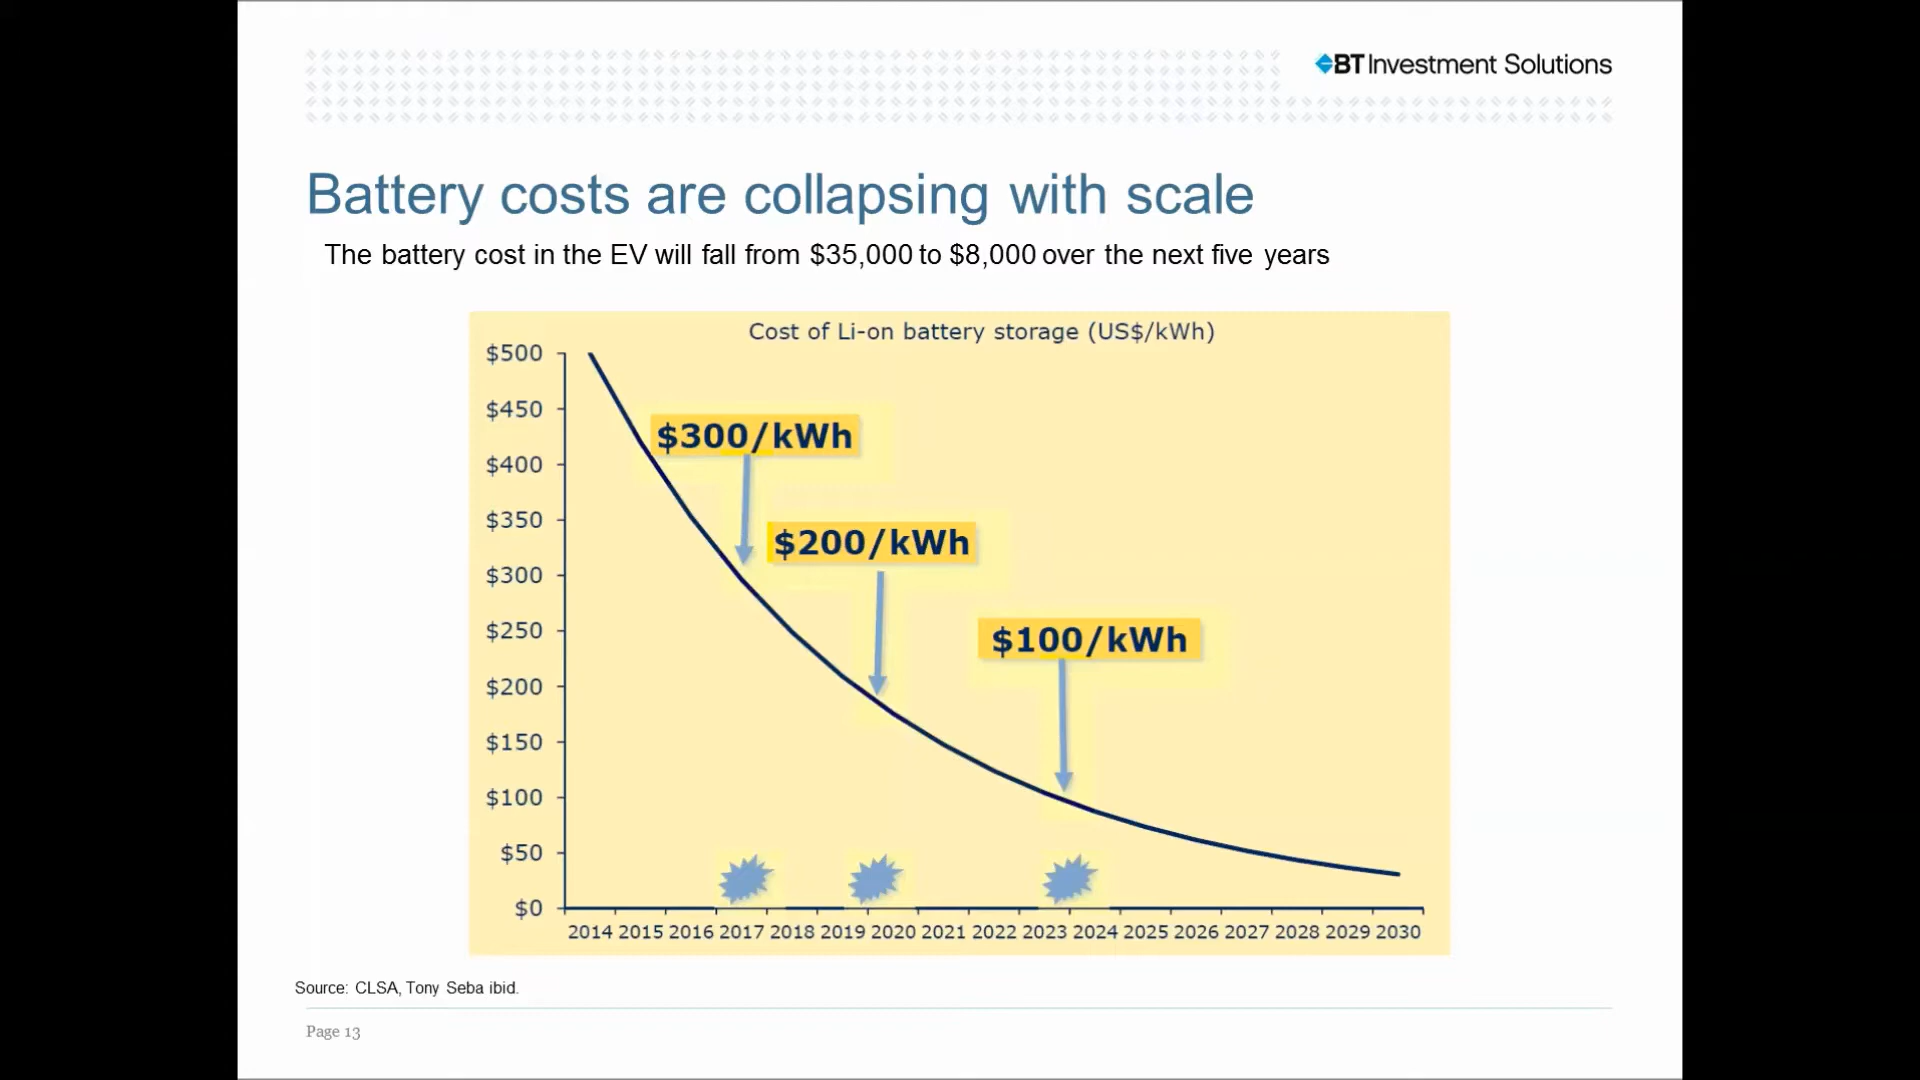 BT Investment Solutions
Battery costs are collapsing with scale
The battery cost in the EV will fall from $35,000 to $8,000 over the next five years
Cost of Li-on battery storage (US$/kWh)
$500
$450
$400
$350
$300
$250
$200
$150
$100
$50
$0
$300/kWh
$200/kWh
$100/kWh
2014 2015 2016 2017 2018 2019 2020 2021 2022 2023 2024 2025 2026 2027 2028 2029 2030
Source: CLSA, Tony Seba ibid.
Page 13